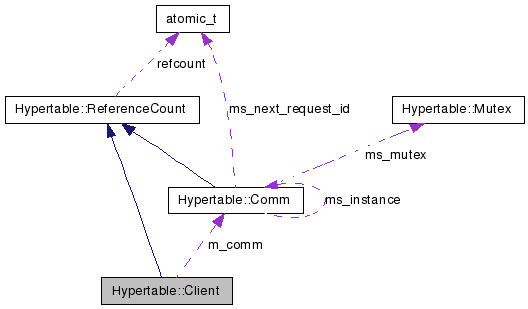 atomic_t
refcount
Hypertable::ReferenceCount
ms_next_request_id
Hypertable::Mutex
ms_mutex
Hypertable::Comm
ms_instance
m_comm
Hypertable::Client